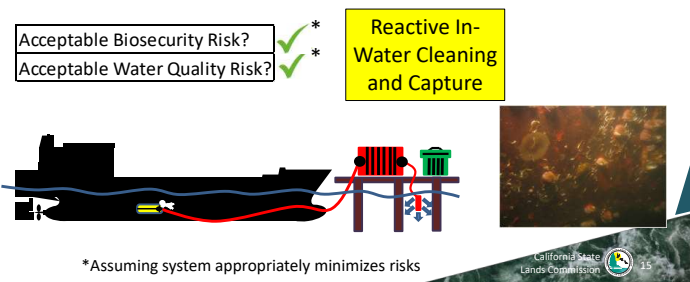 Acceptable Biosecurity Risk? *
Acceptable Water Quality Risk? *
Reactive In-
Water Cleaning
and Capture
*Assuming system appropriately minimizes risks
California State
Lands Commission
15